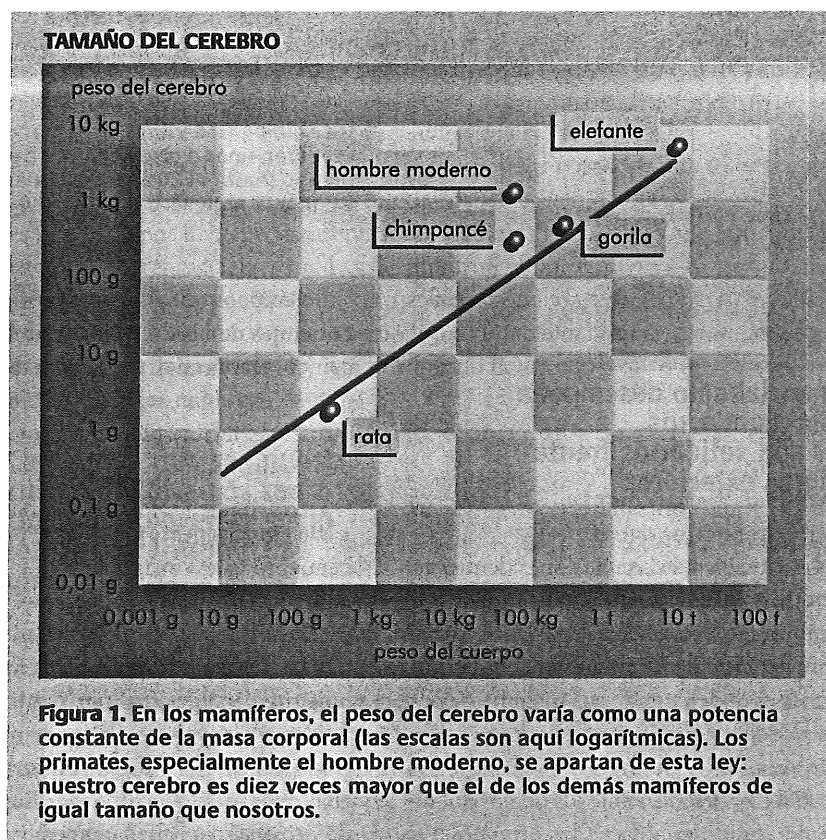 TAMAÑO DEL CEREBRO
peso del cerebro
10 kg
elefante
hombre moderno
1 kg
chimpancé
gorila
100 g
10 g
rata
1 g
0,1 g
0,01 g
0,001 g 10 g 100 g 1 kg 10 kg 100 kg 1 t 10 t 100 t
peso del cuerpo
Figura 1. En los mamíferos, el peso del cerebro varía como una potencia
constante de la masa corporal (las escalas son aquí logarítmicas). Los
primates, especialmente el hombre moderno, se apartan de esta ley:
nuestro cerebro es diez veces mayor que el de los demás mamíferos de
igual tamaño que nosotros.